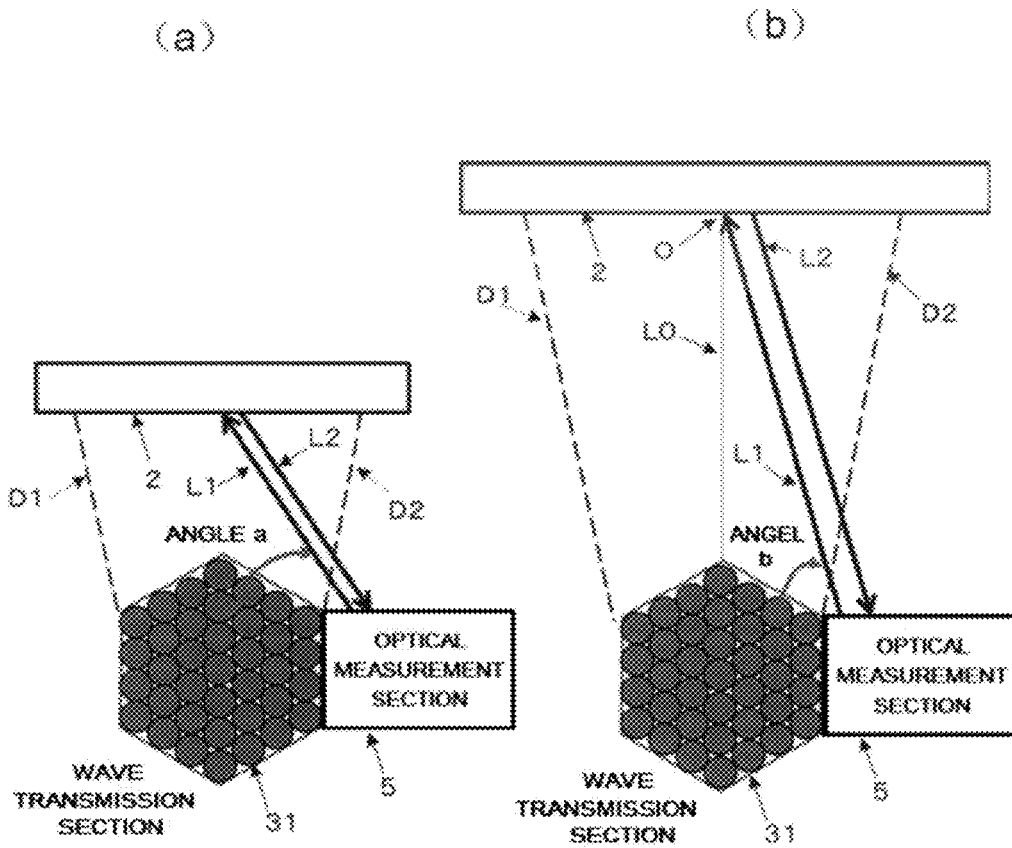 (a)
2
D1
L1
L2
D2
ANGLE a
OPTICAL
MEASUREMENT
SECTION
5
WAVE
TRANSMISSION
SECTION
31
(b)
O
2
L2
D1
L0
D2
L1
ANGEL
b
OPTICAL
MEASUREMENT
SECTION
5
WAVE
TRANSMISSION
SECTION
31